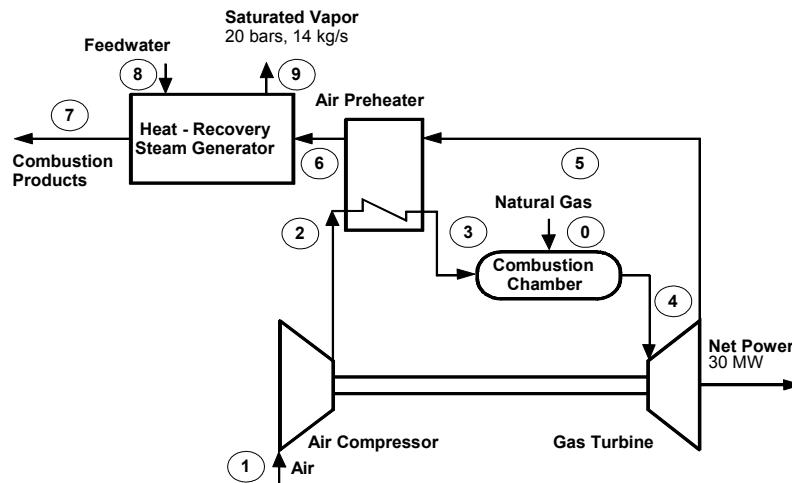 Saturated Vapor
20 bars, 14 kg/s
Feedwater
8
9
Air Preheater
7
Heat - Recovery
Steam Generator
6
5
Combustion
Products
Natural Gas
2
3
0
Combustion
Chamber
4
Net Power
30 MW
Air Compressor
Gas Turbine
1
Air